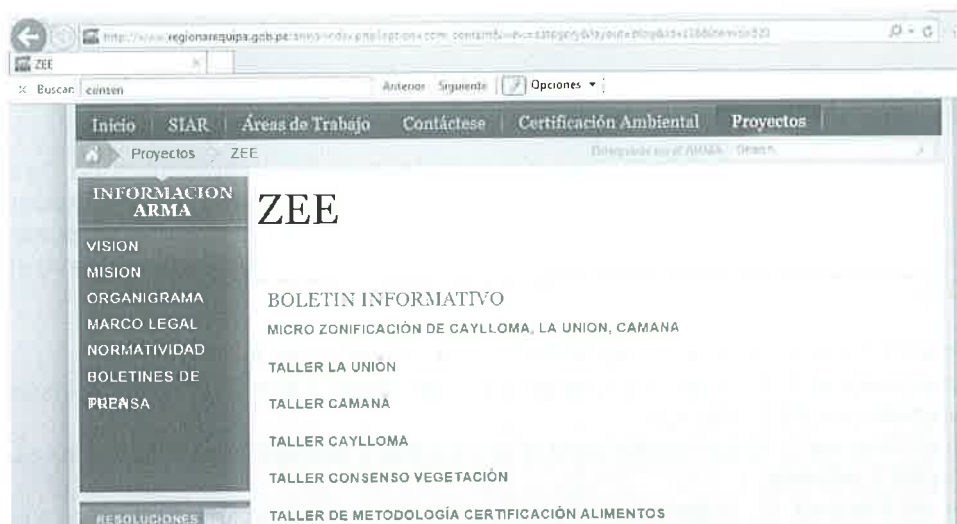 ZEE
Buscar: consen Anterior Siguiente Opciones
Inicio SIAR Áreas de Trabajo Contáctese Certificación Ambiental Proyectos
Proyectos ZEE
INFORMACION
ARMA
VISION
MISION
ORGANIGRAMA
MARCO LEGAL
NORMATIVIDAD
BOLETINES DE
PRENSA
RESOLUCIONES
ZEE
BOLETIN INFORMATIVO
MICRO ZONIFICACIÓN DE CAYLLOMA, LA UNION, CAMANA
TALLER LA UNIÓN
TALLER CAMANÁ
TALLER CAYLLOMA
TALLER CONSENSO VEGETACIÓN
TALLER DE METODOLOGÍA CERTIFICACIÓN ALIMENTOS